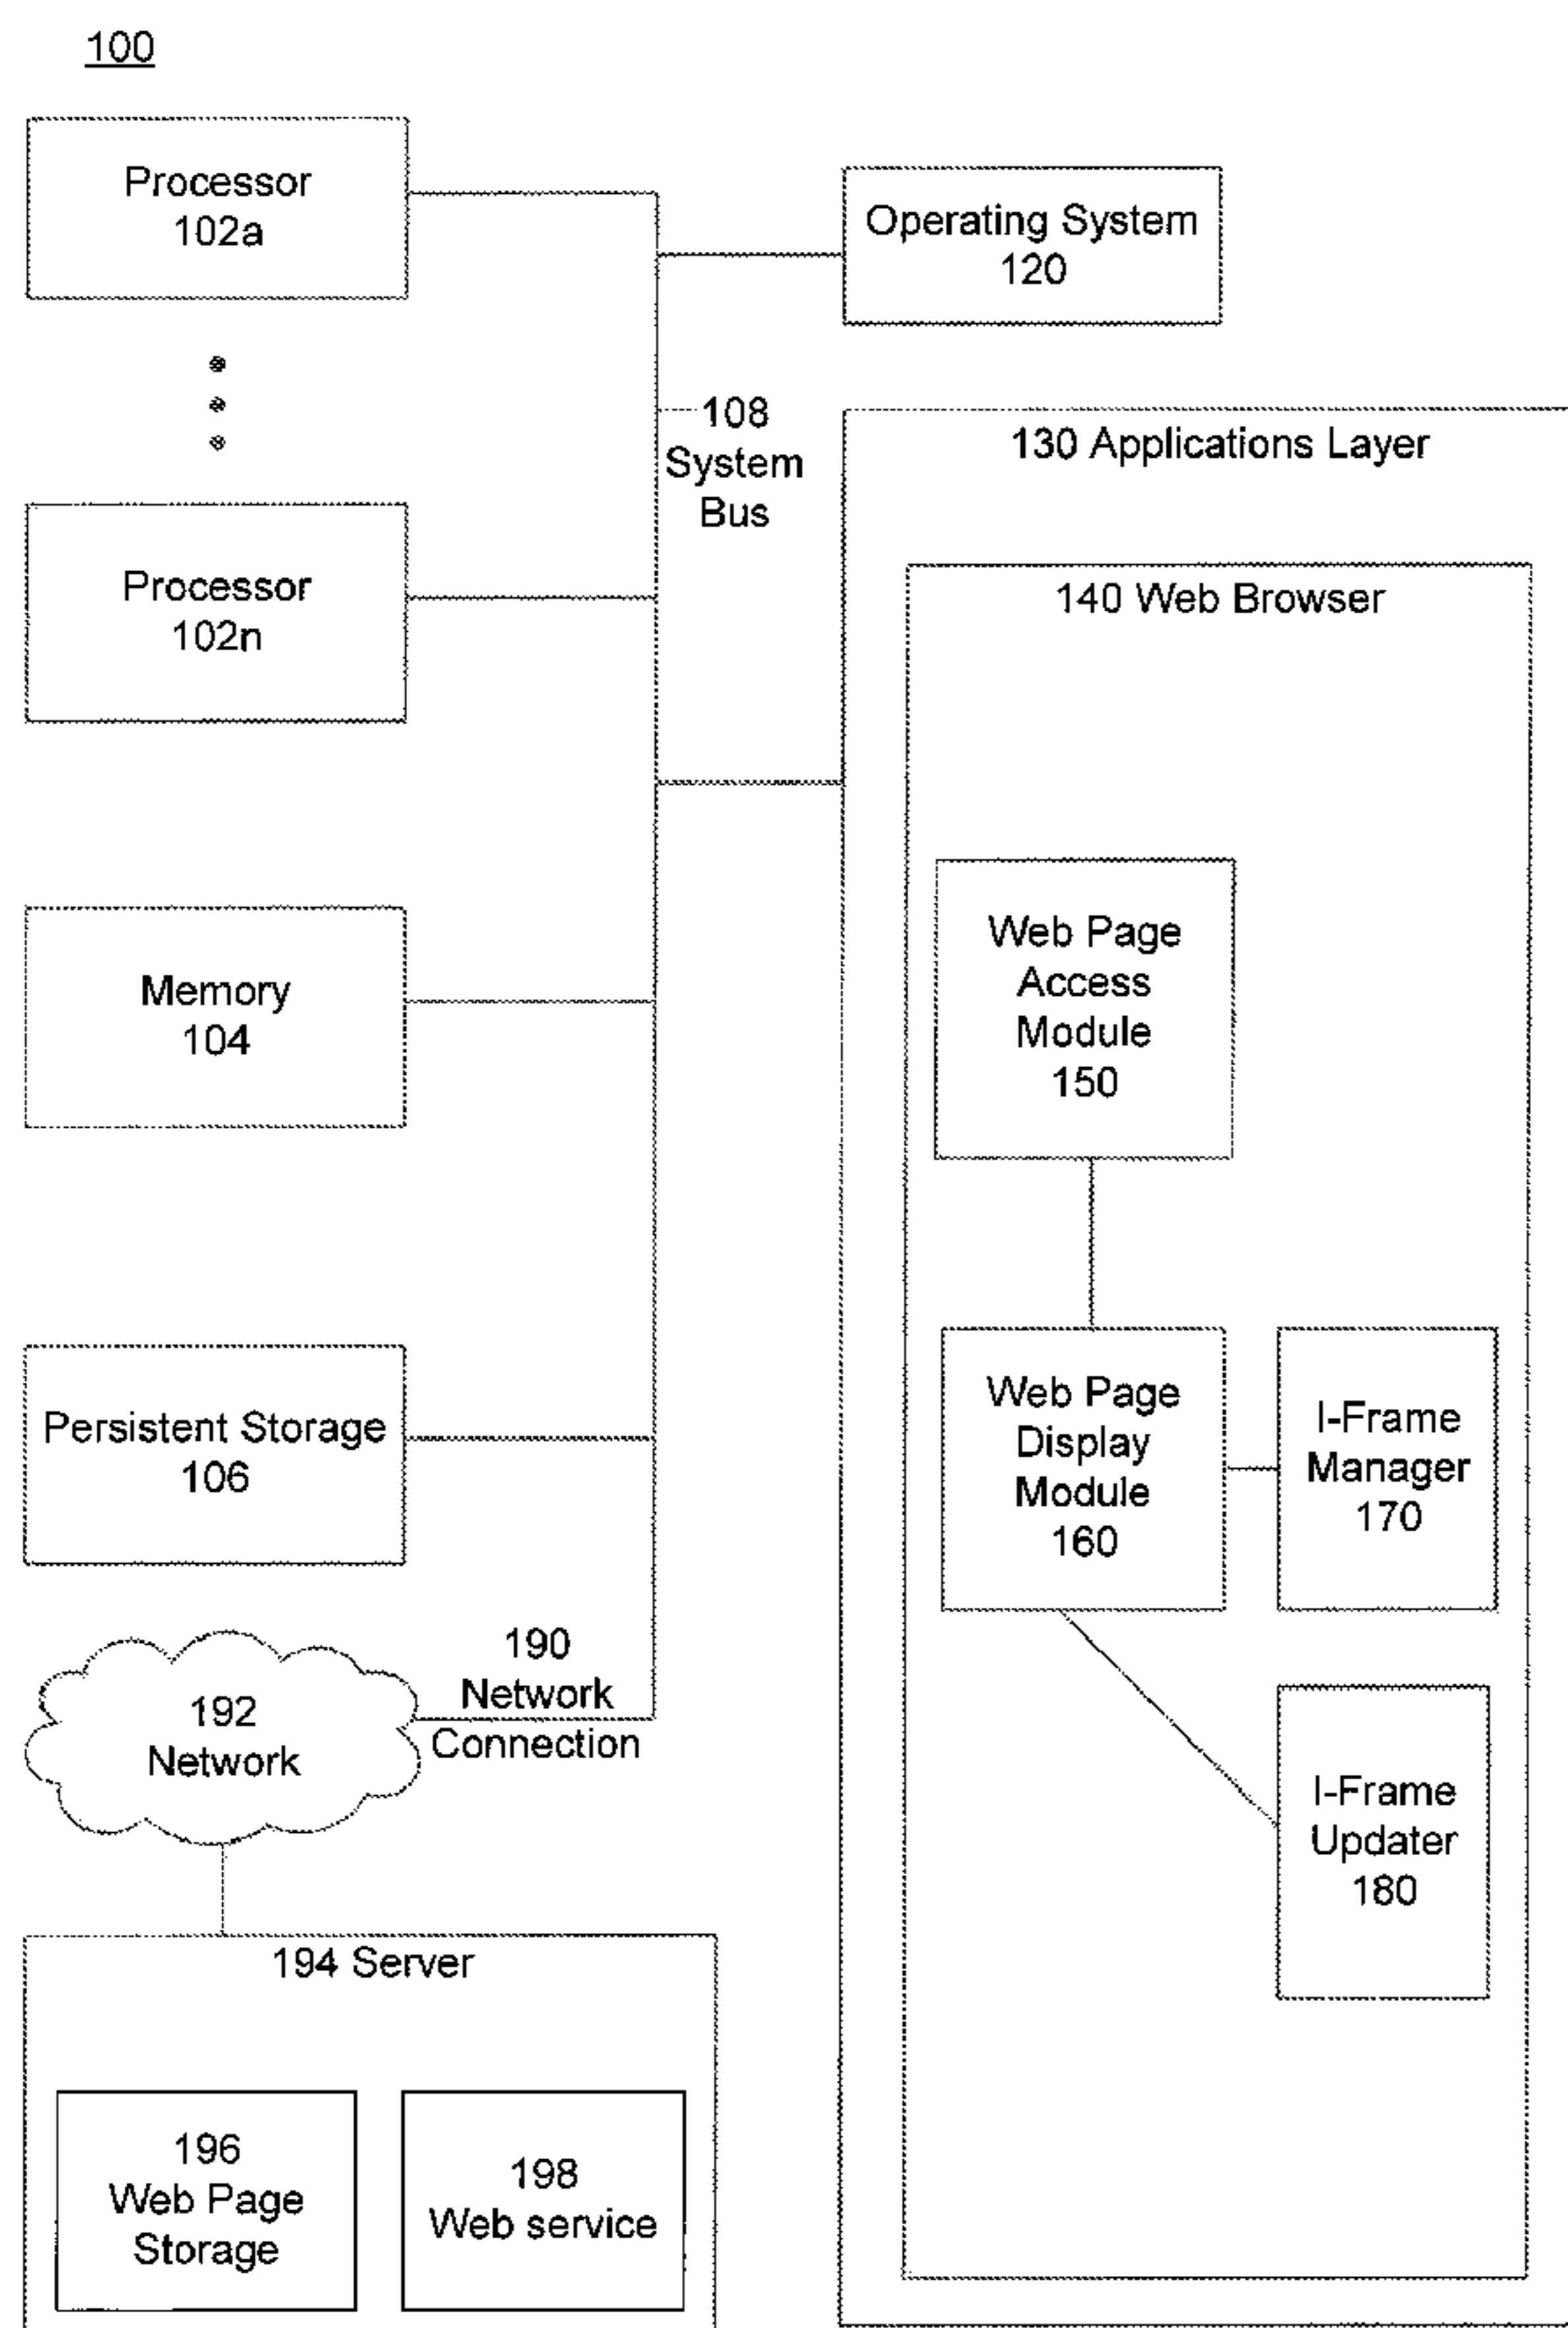 100
Processor
102a
Operating System
120
108
System
Bus
130 Applications Layer
Processor
102n
140 Web Browser
Web Page
Access
Module
150
Memory
104
Web Page
Display
Module
160
I-Frame
Manager
170
Persistent Storage
106
190
Network
Connection
192
Network
I-Frame
Updater
180
194 Server
196
Web Page
Storage
198
Web service